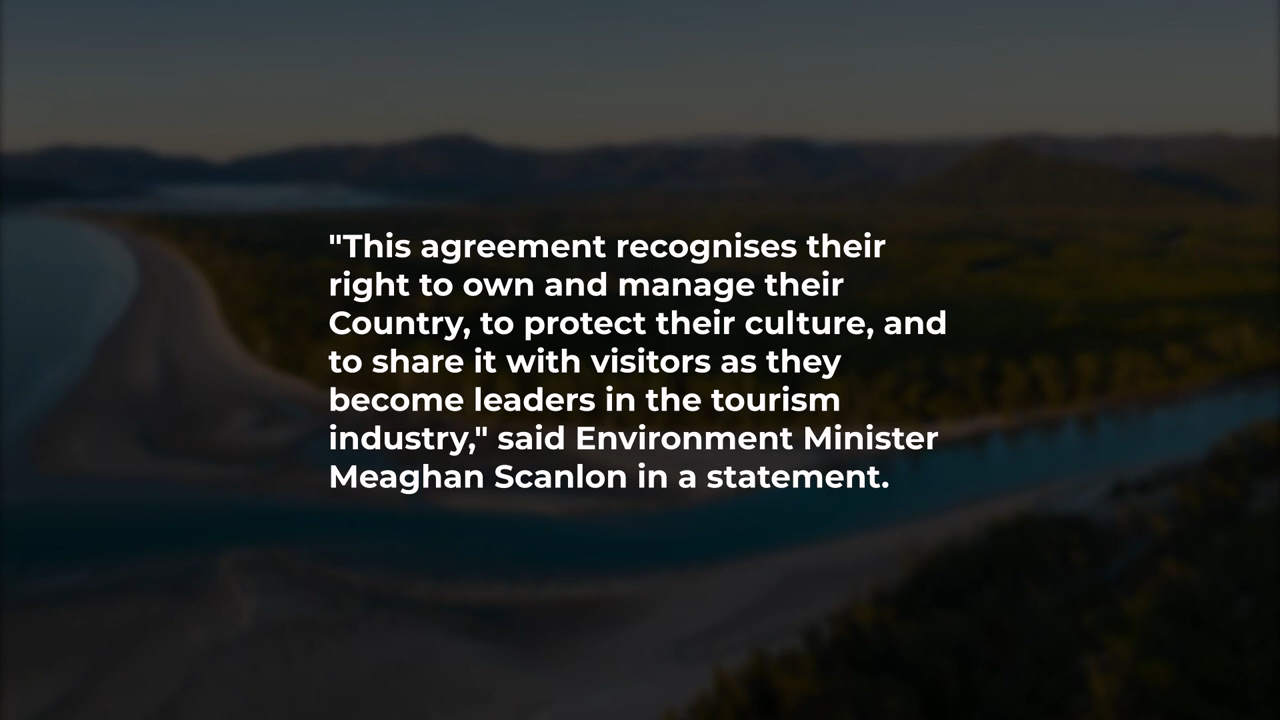 "This agreement recognises their
right to own and manage their
Country, to protect their culture, and
to share it with visitors as they
become leaders in the tourism
industry," said Environment Minister
Meaghan Scanlon in a statement.